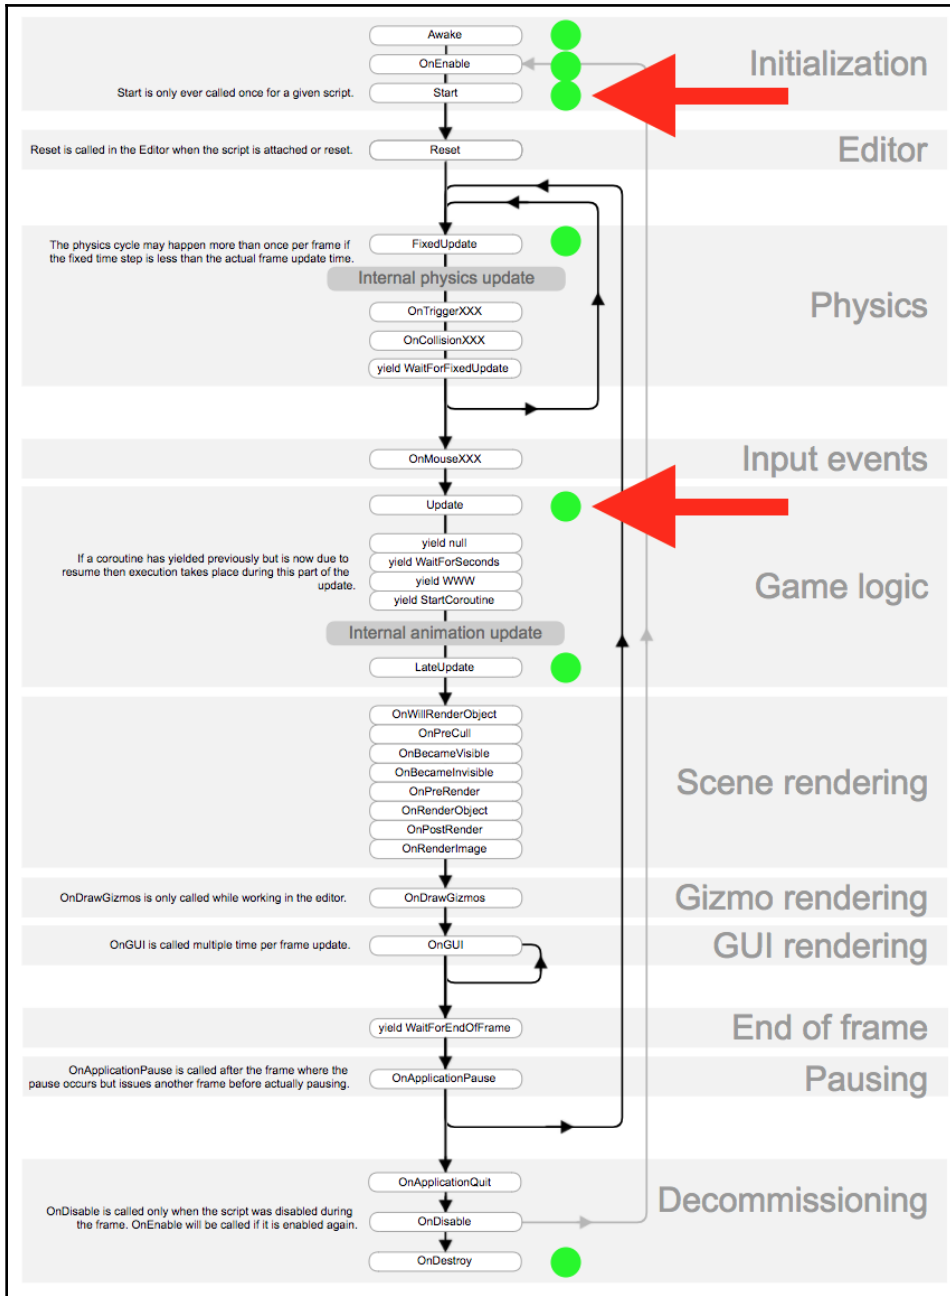 Awake
OnEnable
Initialization
Start is only ever called once for a given script.
Start
Reset is called in the Editor when the script is attached or reset.
Reset
Editor
The physics cycle may happen more than once per frame if
the fixed time step is less than the actual frame update time.
FixedUpdate
Internal physics update
OnTriggerXXX
Physics
OnCollisionXXX
yield WaitForFixedUpdate
OnMouseXXX
Input events
Update
yield null
If a coroutine has yielded previously but is now due to
resume then execution takes place during this part of the
update.
yield WaitForSeconds
yield WWW
yield StartCoroutine
Game logic
Internal animation update
LateUpdate
OnWillRenderObject
OnPreCull
OnBecameVisible
OnBecameInvisible
OnPreRender
OnRenderObject
OnPostRender
OnRenderImage
Scene rendering
OnDrawGizmos is only called while working in the editor.
OnDrawGizmos
Gizmo rendering
OnGUI is called multiple time per frame update.
OnGUI
GUI rendering
yield WaitForEndOfFrame
End of frame
OnApplicationPause is called after the frame where the
pause occurs but issues another frame before actually pausing.
OnApplicationPause
Pausing
OnApplicationQuit
Decommissioning
OnDisable is called only when the script was disabled during
the frame. OnEnable will be called if it is enabled again.
OnDisable
OnDestroy